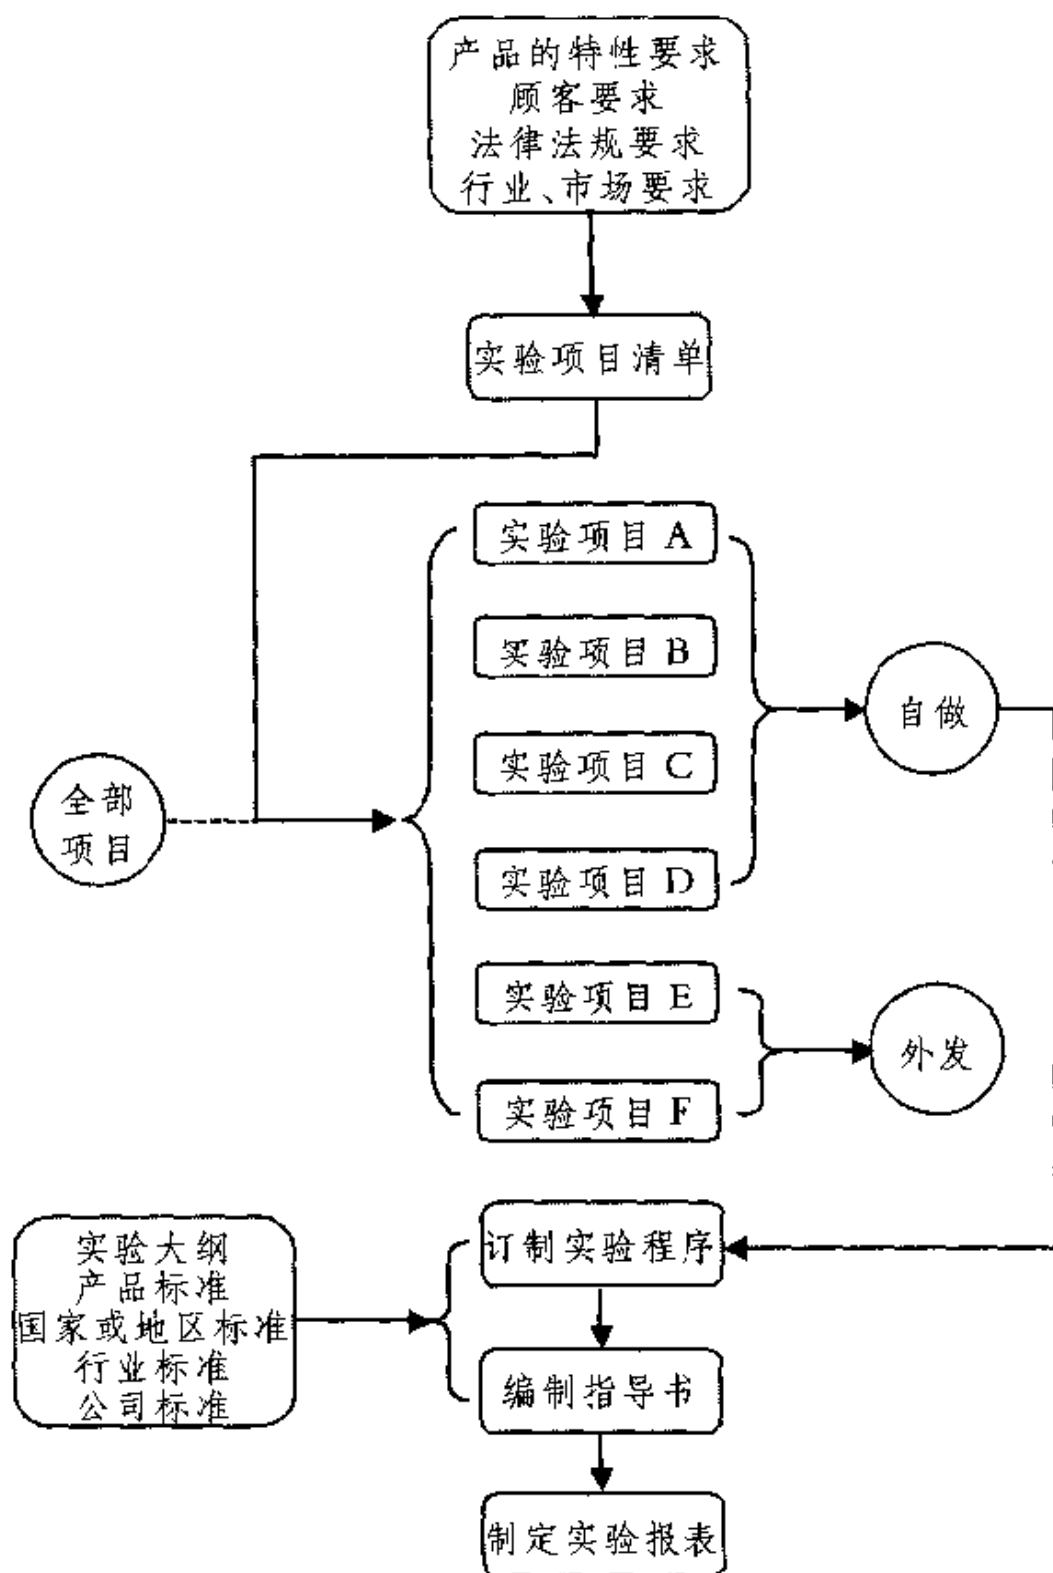 产品的特性要求
顾客要求
法律法规要求
行业、市场要求
实验项目清单
实验项目 A
实验项目 B
实验项目 C
实验项目 D
实验项目 E
实验项目 F
全部
项目
自做
外发
实验大纲
产品标准
国家或地区标准
行业标准
公司标准
订制实验程序
编制指导书
制定实验报表